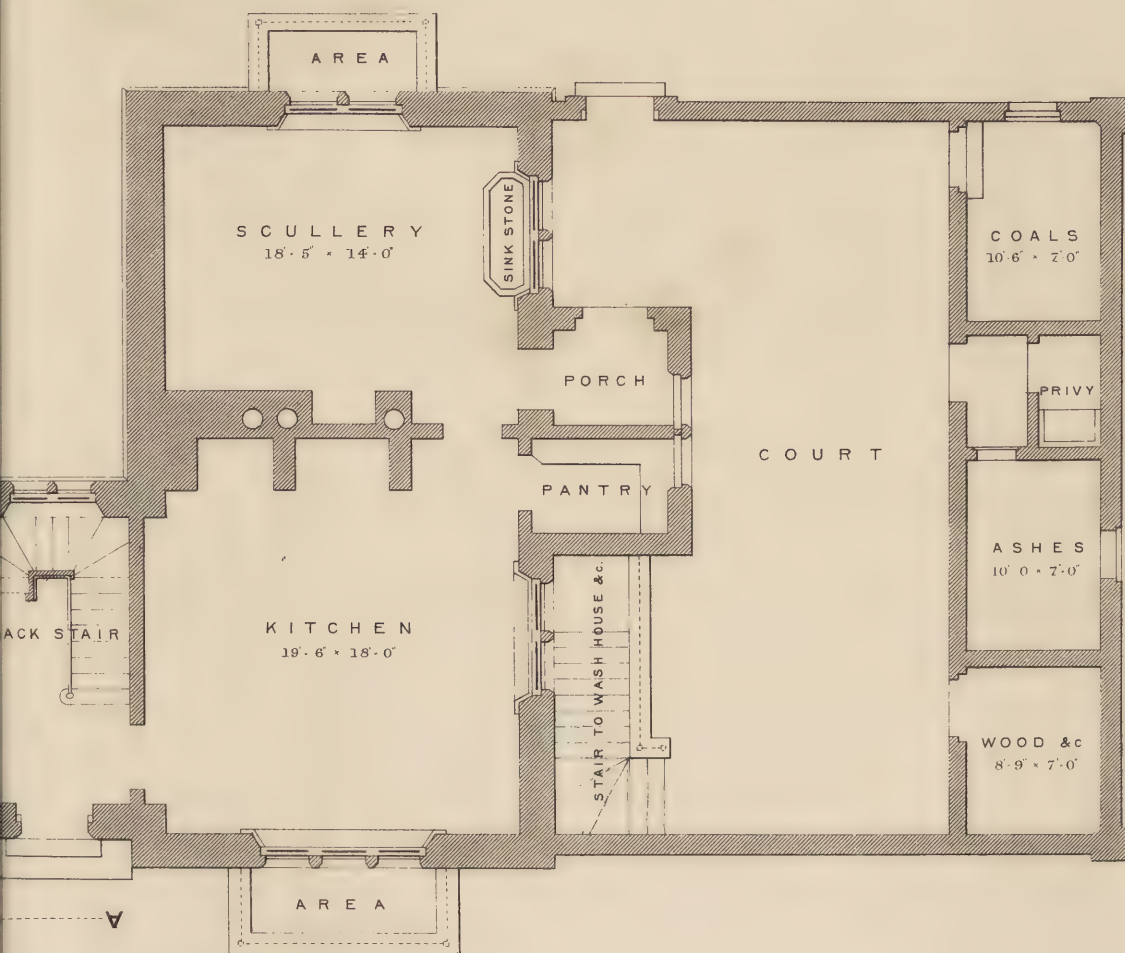 AREA
SCULLERY
18'·5" × 14'·0"
SINK STONE
COALS
10'·6" × 7'·0"
PORCH
PRIVY
COURT
PANTRY
ASHES
10' 0 × 7'·0"
ACK STAIR
KITCHEN
19'·6" × 18'·0"
STAIR TO WASH HOUSE &c.
WOOD &c
8'·9" × 7'·0"
AREA
A